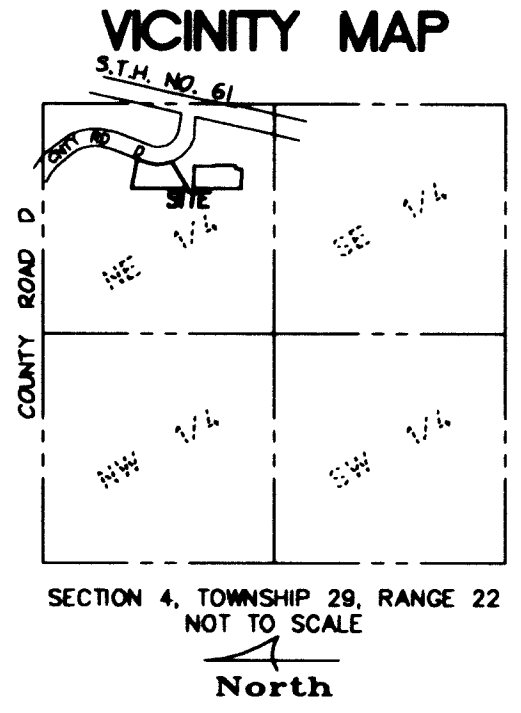 VICINITY MAP
S.T.H. NO. 61
CNTY RD D
SITE
COUNTY ROAD D
NE 1/4
SE 1/4
NW 1/4
SW 1/4
SECTION 4, TOWNSHIP 29, RANGE 22
NOT TO SCALE
North